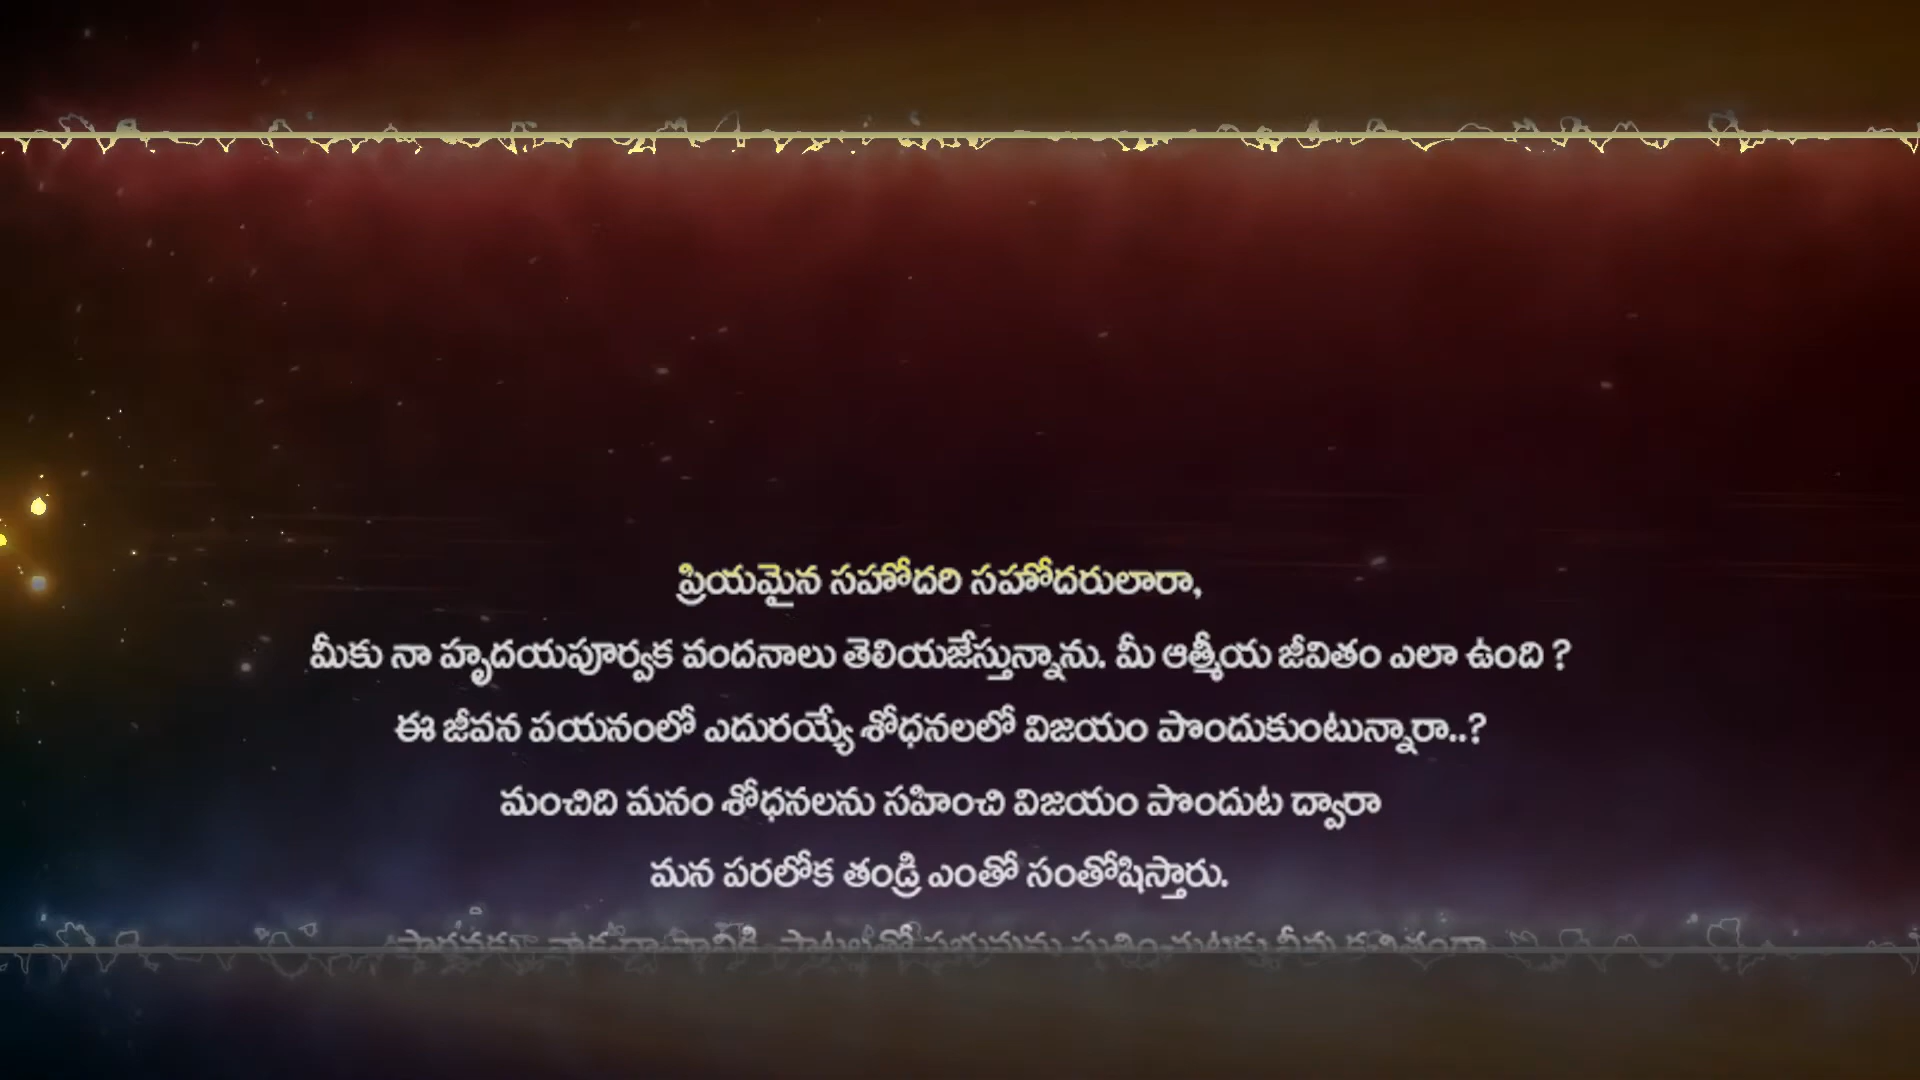 ప్రియమైన సహోదరి సహోదరులారా,
మీకు నా హృదయపూర్వక వందనాలు తెలియజేస్తున్నాను. మీ ఆత్మీయ జీవితం ఎలా ఉంది ?
ఈ జీవన పయనంలో ఎదురయ్యే శోధనలలో విజయం పొందుకుంటున్నారా..?
మంచిది మనం శోధనలను సహించి విజయం పొందుట ద్వారా
మన పరలోక తండ్రి ఎంతో సంతోషిస్తారు.